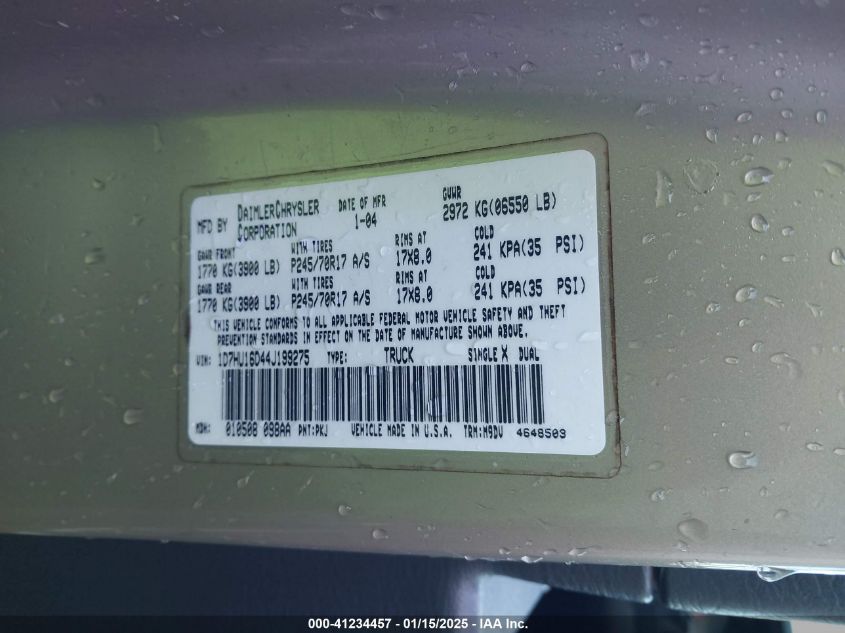 MFD BY DAIMLERCHRYSLER CORPORATION DATE OF MFR 1-04 GVWR 2972 KG(06550 LB)
GAWR FRONT WITH TIRES RIMS AT COLD
1770 KG(3900 LB) P245/70R17 A/S 17X8.0 241 KPA(35 PSI)
GAWR REAR WITH TIRES RIMS AT COLD
1770 KG(3900 LB) P245/70R17 A/S 17X8.0 241 KPA(35 PSI)
THIS VEHICLE CONFORMS TO ALL APPLICABLE FEDERAL MOTOR VEHICLE SAFETY AND THEFT
PREVENTION STANDARDS IN EFFECT ON THE DATE OF MANUFACTURE SHOWN ABOVE.
VIN: 1D7HU16D44J199275 TYPE: TRUCK SINGLE X DUAL
MDH: 010508 098AA PNT:PKJ VEHICLE MADE IN U.S.A. TRM:M9DV 4648503
000-41234457 - 01/15/2025 - IAA Inc.